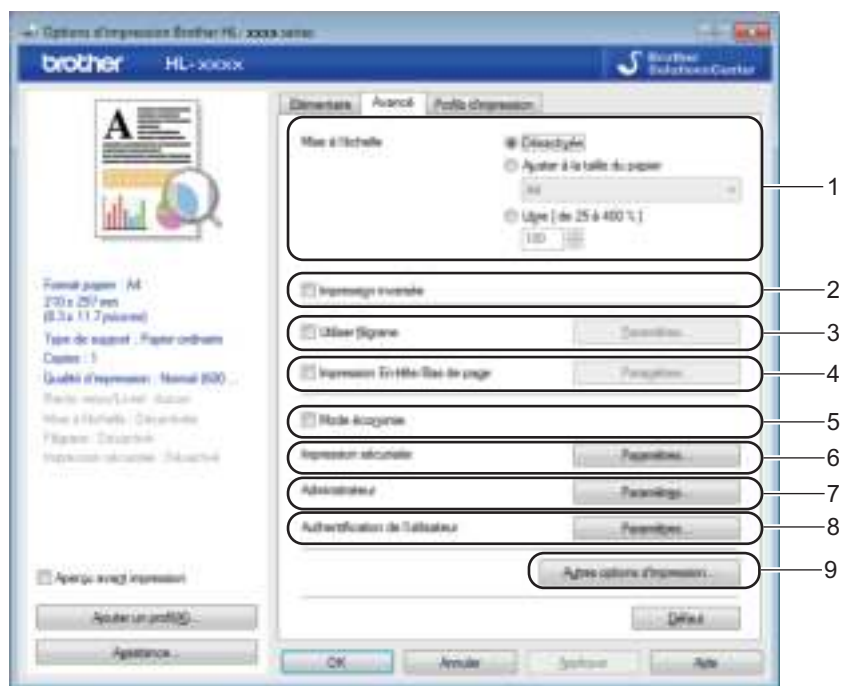 Options d'impression Brother HL- xxxx series
brother HL-xxxx
Brother
SolutionsCenter
Élémentaire Avancé Profils d'impression
A
Mise à l'échelle
Désactivée
Ajuster à la taille du papier
A4
Libre [ de 25 à 400 % ]
100
1
Impression inversée
2
Utiliser filigrane Paramètres...
3
Impression En-tête/Bas de page Paramètres...
4
Mode économie
5
Impression sécurisée Paramètres...
6
Administrateur Paramètres...
7
Authentification de l'utilisateur Paramètres...
8
Autres options d'impression...
9
Défaut
Format papier : A4
210 x 297 mm
(8.3 x 11.7 pouces)
Type de support : Papier ordinaire
Copies : 1
Qualité d'impression : Normal (600 ...
Mise à l'échelle : Désactivée
Filigrane : Désactivé
Impression sécurisée : Désactivé
Aperçu avant impression
Ajouter un profil(K)...
Assistance...
OK Annuler Appliquer Aide